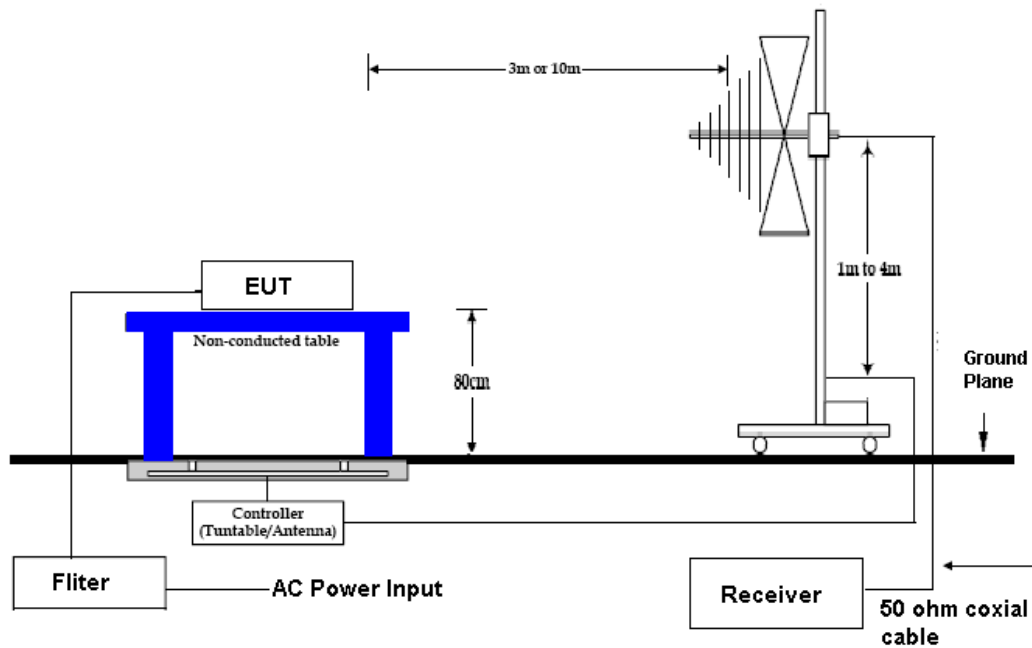 3m or 10m
1m to 4m
EUT
Non-conducted table
80cm
Ground
Plane
Controller
(Tuntable/Antenna)
Fliter
AC Power Input
Receiver
50 ohm coxial
cable